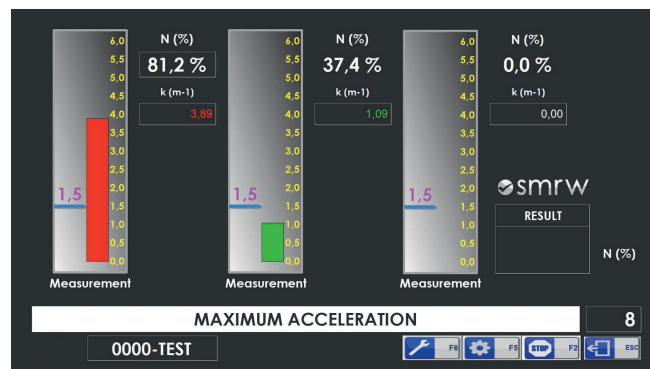 N (%)
81,2 %
k (m-1)
3,89
6,0
5,5
5,0
4,5
4,0
3,5
3,0
2,5
2,0
1,5
1,0
0,5
0,0
1,5
Measurement
N (%)
37,4 %
k (m-1)
1,09
6,0
5,5
5,0
4,5
4,0
3,5
3,0
2,5
2,0
1,5
1,0
0,5
0,0
1,5
Measurement
N (%)
0,0 %
k (m-1)
0,00
6,0
5,5
5,0
4,5
4,0
3,5
3,0
2,5
2,0
1,5
1,0
0,5
0,0
1,5
Measurement
smrw
RESULT
N (%)
MAXIMUM ACCELERATION
8
0000-TEST
F6
F5
STOP F2
ESC